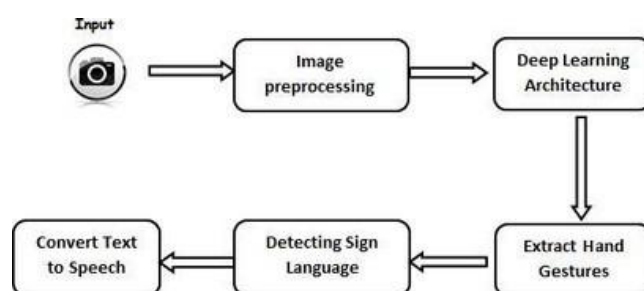 Input
Image
preprocessing
Deep Learning
Architecture
Extract Hand
Gestures
Detecting Sign
Language
Convert Text
to Speech